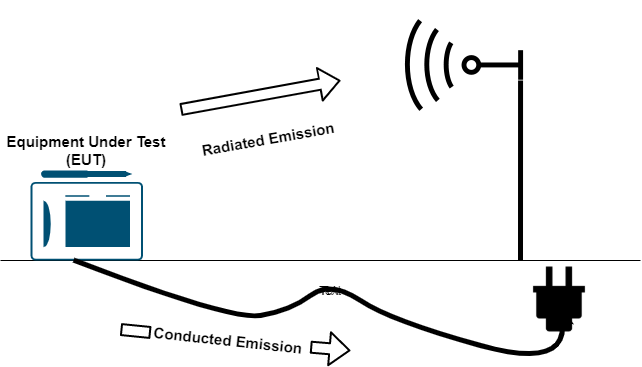 Equipment Under Test
(EUT)
Radiated Emission
Conducted Emission